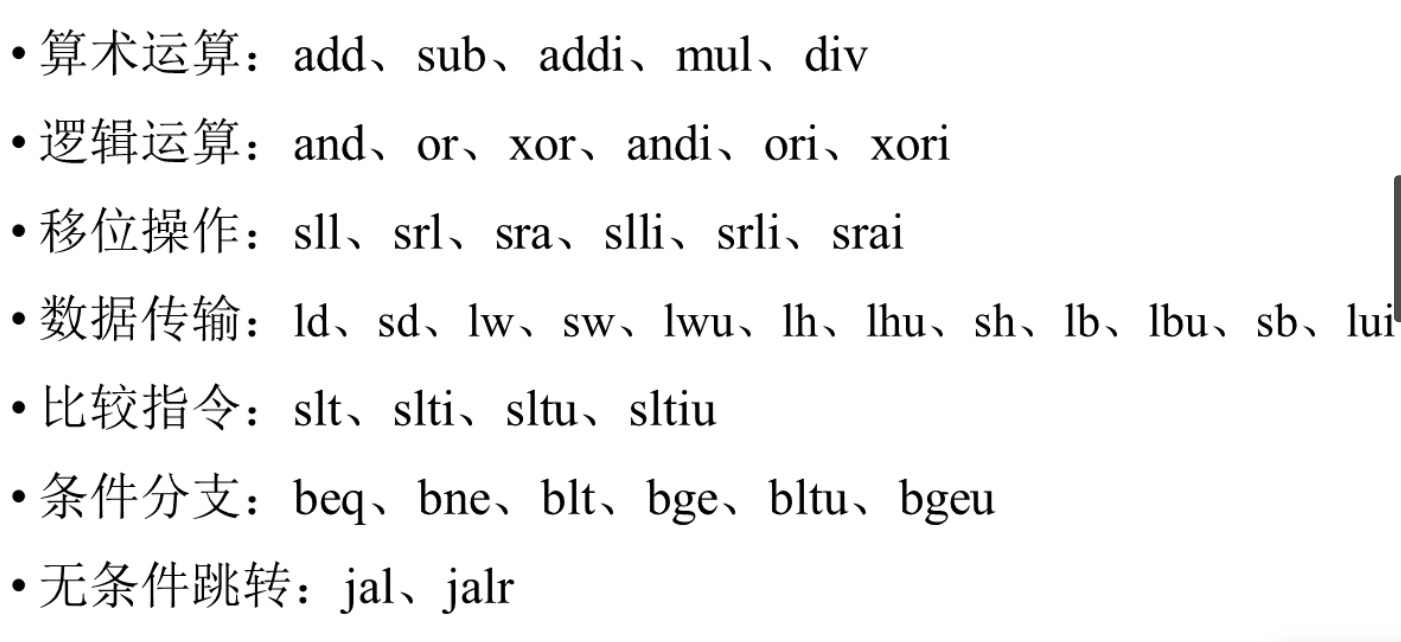 • 算术运算：add、sub、addi、mul、div
• 逻辑运算：and、or、xor、andi、ori、xori
• 移位操作：sll、srl、sra、slli、srli、srai
• 数据传输：ld、sd、lw、sw、lwu、lh、lhu、sh、lb、lbu、sb、lui
• 比较指令：slt、slti、sltu、sltiu
• 条件分支：beq、bne、blt、bge、bltu、bgeu
• 无条件跳转：jal、jalr